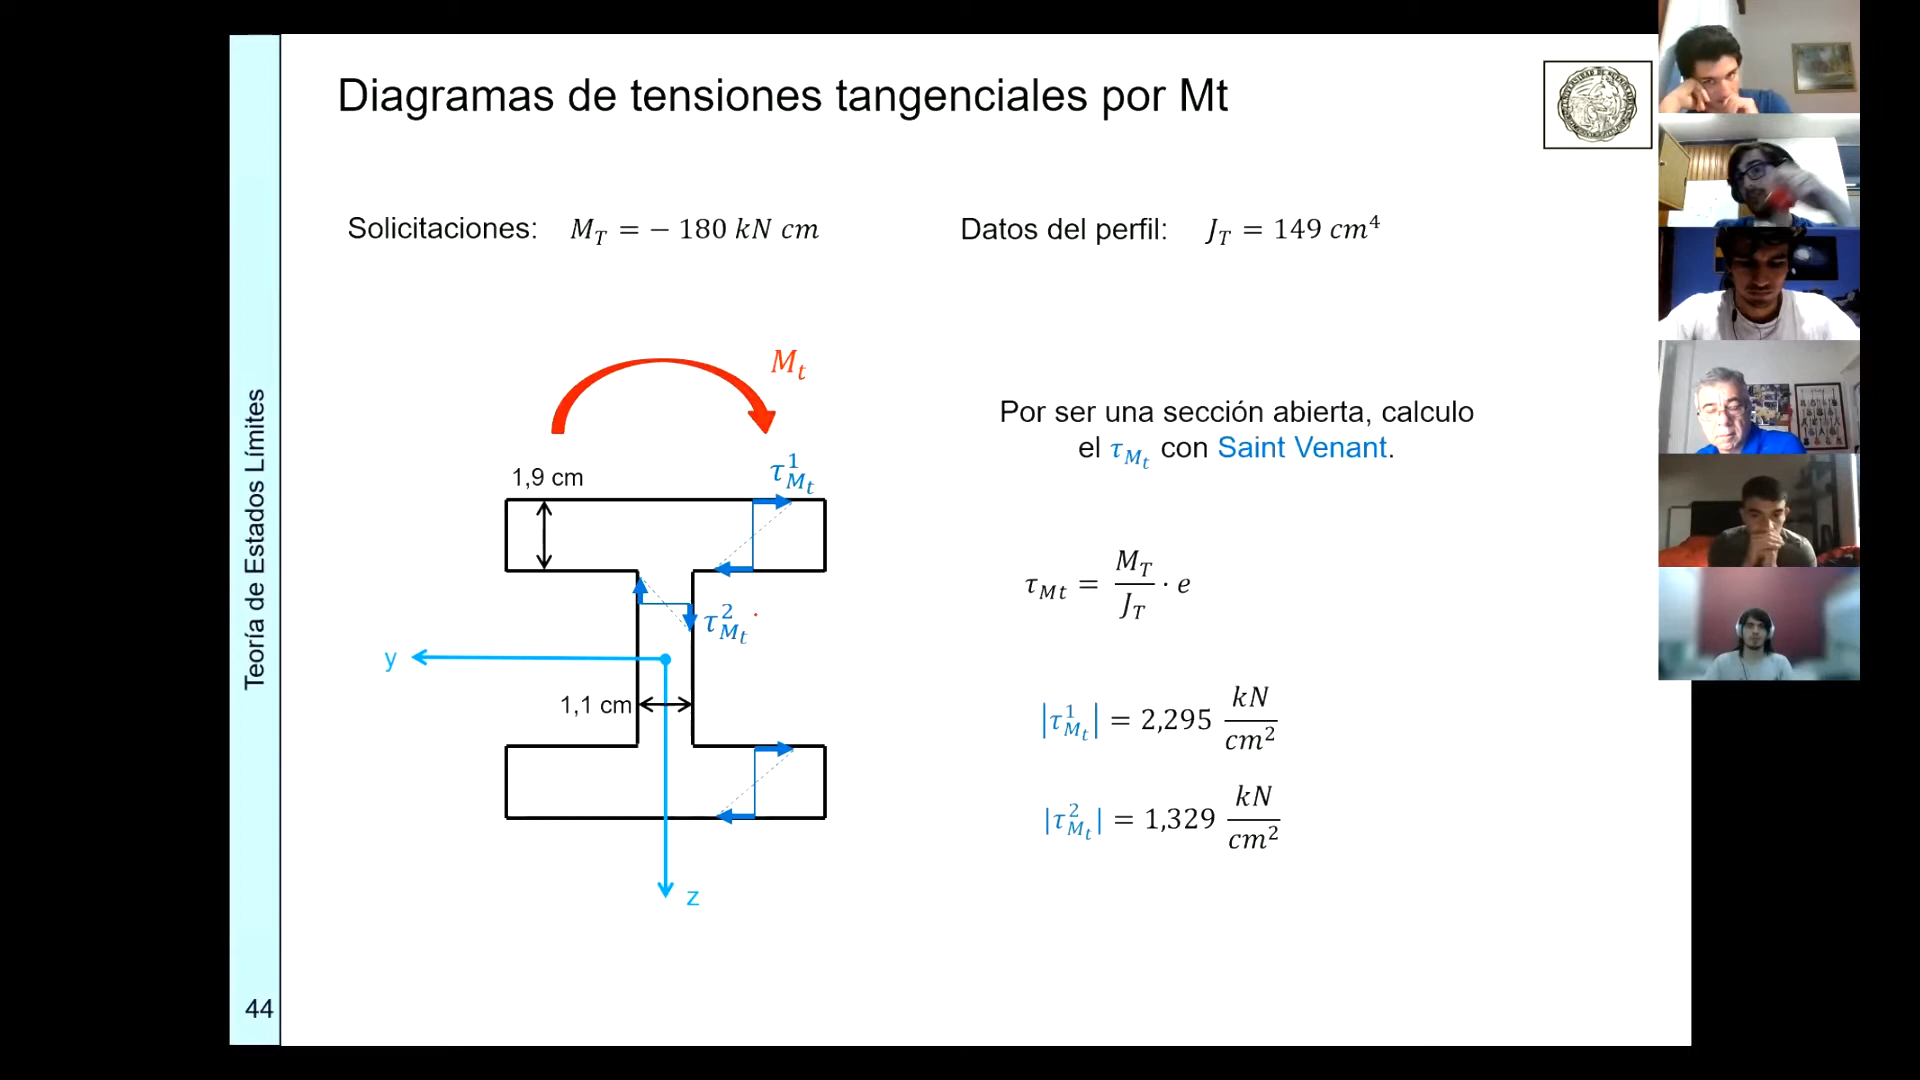 Diagramas de tensiones tangenciales por Mt
Solicitaciones: M_T = − 180 kN cm
Datos del perfil: J_T = 149 cm⁴
M_t
1,9 cm
τ¹_{M_t}
τ²_{M_t}
y
1,1 cm
z
Por ser una sección abierta, calculo
el τ_{M_t} con Saint Venant.
τ_{Mt} = M_T / J_T · e
|τ¹_{M_t}| = 2,295 kN / cm²
|τ²_{M_t}| = 1,329 kN / cm²
Teoría de Estados Límites
44